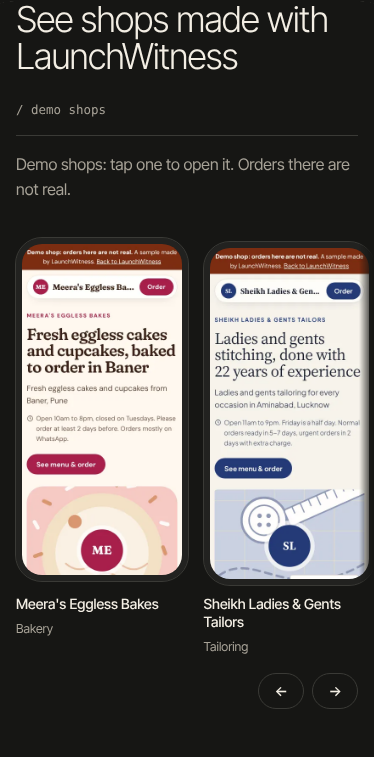 See shops made with
LaunchWitness
/ demo shops
Demo shops: tap one to open it. Orders there are
not real.
Demo shop: orders here are not real. A sample made
by LaunchWitness. Back to LaunchWitness
ME
Meera's Eggless Ba...
Order
MEERA'S EGGLESS BAKES
Fresh eggless cakes
and cupcakes, baked
to order in Baner
Fresh eggless cakes and cupcakes from
Baner, Pune
Open 10am to 8pm, closed on Tuesdays. Please
order at least 2 days before. Orders mostly on
WhatsApp.
See menu & order
ME
Meera's Eggless Bakes
Bakery
Demo shop: orders here are not real. A sample made
by LaunchWitness. Back to LaunchWitness
SL
Sheikh Ladies & Gen...
Order
SHEIKH LADIES & GENTS TAILORS
Ladies and gents
stitching, done with
22 years of experience
Ladies and gents tailoring for every
occasion in Aminabad, Lucknow
Open 11am to 9pm. Friday is a half day. Normal
orders ready in 5–7 days, urgent orders in 2
days with extra charge.
See menu & order
SL
Sheikh Ladies & Gents
Tailors
Tailoring